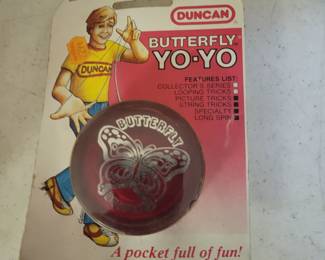 DUNCAN
BUTTERFLY
YO-YO
DUNCAN
FEATURES LIST:
COLLECTOR'S SERIES
LOOPING TRICKS
PICTURE TRICKS
STRING TRICKS
SPECIALTY
LONG SPIN
BUTTERFLY
A pocket full of fun!